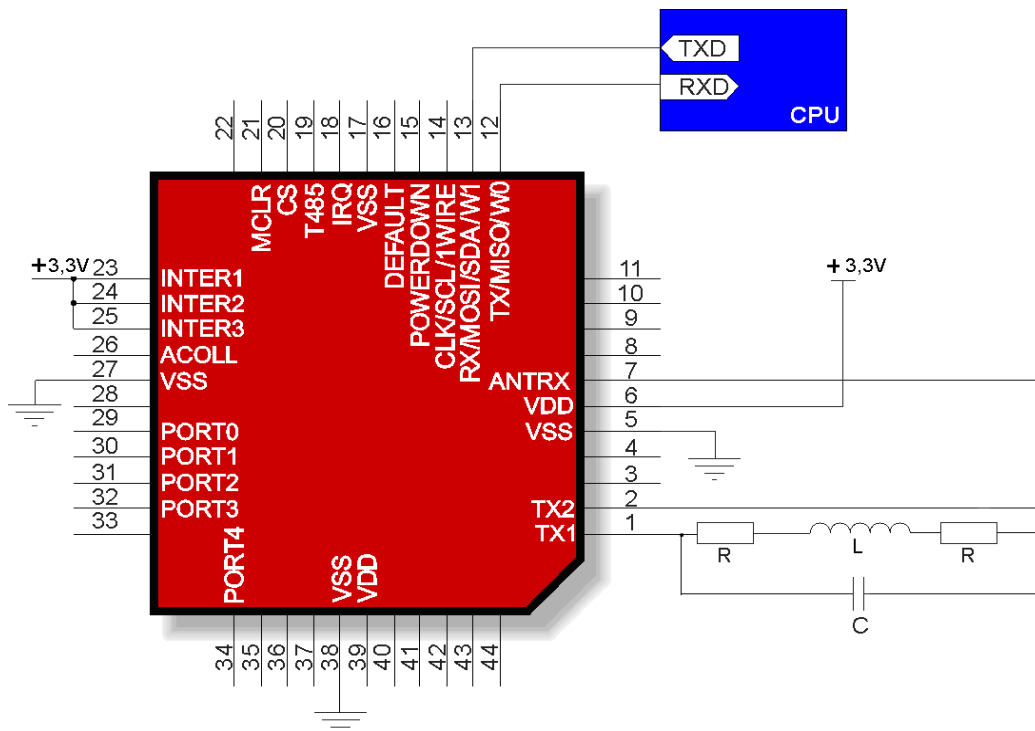 TXD
RXD
CPU
22
21
20
19
18
17
16
15
14
13
12
MCLR
CS
T485
IRQ
VSS
DEFAULT
POWERDOWN
CLK/SCL/1WIRE
RX/MOSI/SDA/W1
TX/MISO/W0
+3,3V
23 INTER1
24 INTER2
25 INTER3
26 ACOLL
27 VSS
28
29 PORT0
30 PORT1
31 PORT2
32 PORT3
33
+3,3V
11
10
9
8
ANTRX 7
VDD 6
VSS 5
4
3
TX2 2
TX1 1
R
L
R
C
PORT4
VSS
VDD
34
35
36
37
38
39
40
41
42
43
44